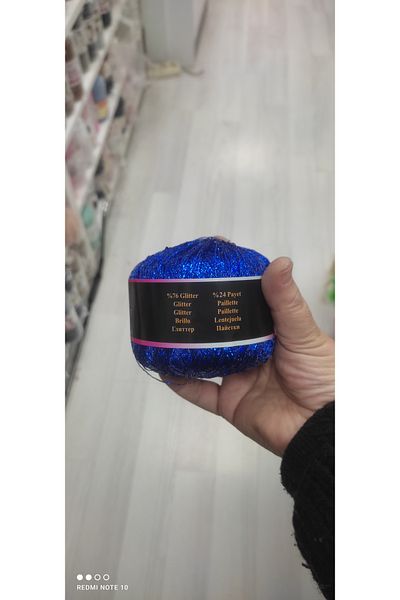 %76 Glitter %24 Payet
Glitter Paillette
Glitter Paillette
Brillo Lentejuela
Глиттер Пайетки
REDMI NOTE 10